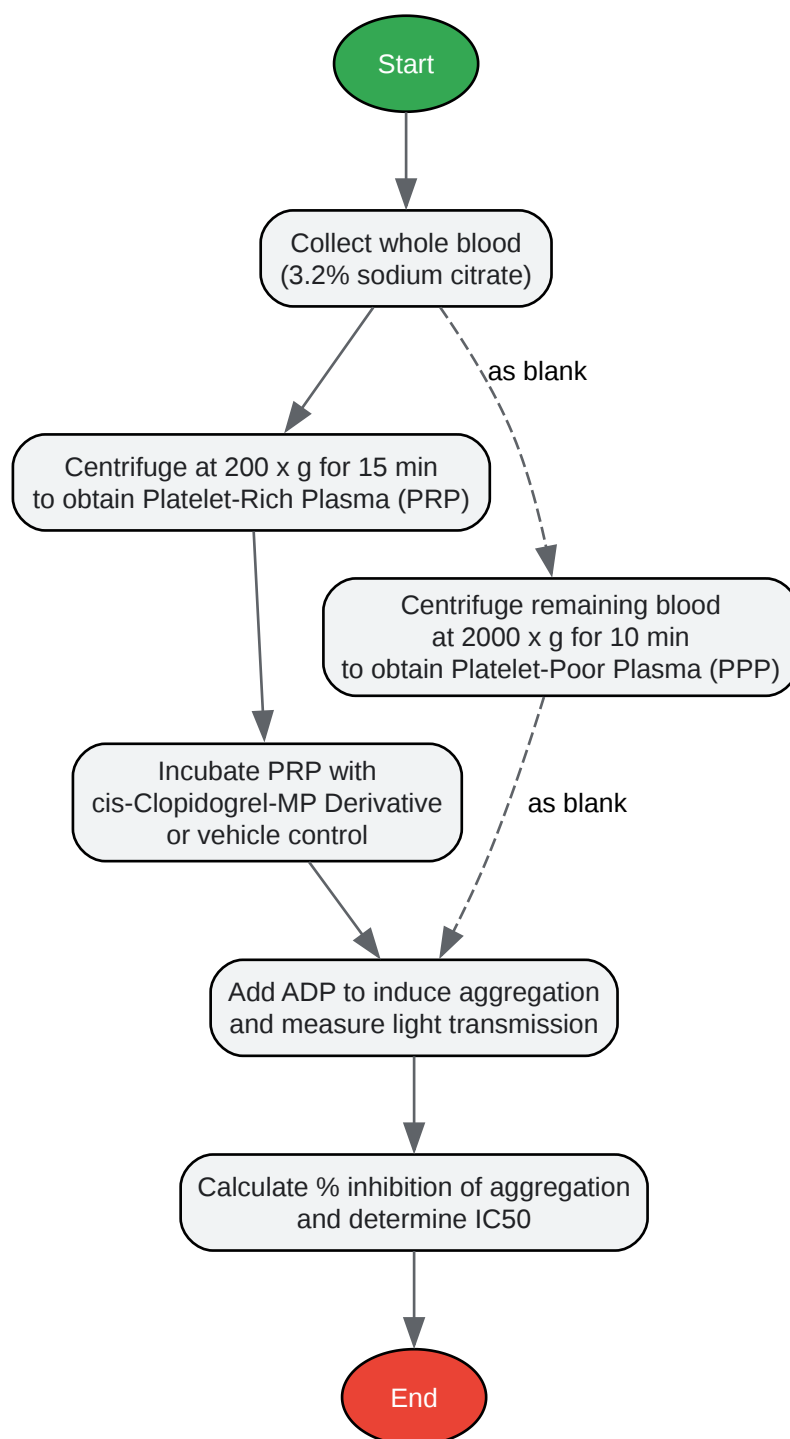 Start
Collect whole blood
(3.2% sodium citrate)
as blank
Centrifuge at 200 x g for 15 min
to obtain Platelet-Rich Plasma (PRP)
Centrifuge remaining blood
at 2000 x g for 10 min
to obtain Platelet-Poor Plasma (PPP)
Incubate PRP with
cis-Clopidogrel-MP Derivative
or vehicle control
as blank
Add ADP to induce aggregation
and measure light transmission
Calculate % inhibition of aggregation
and determine IC50
End